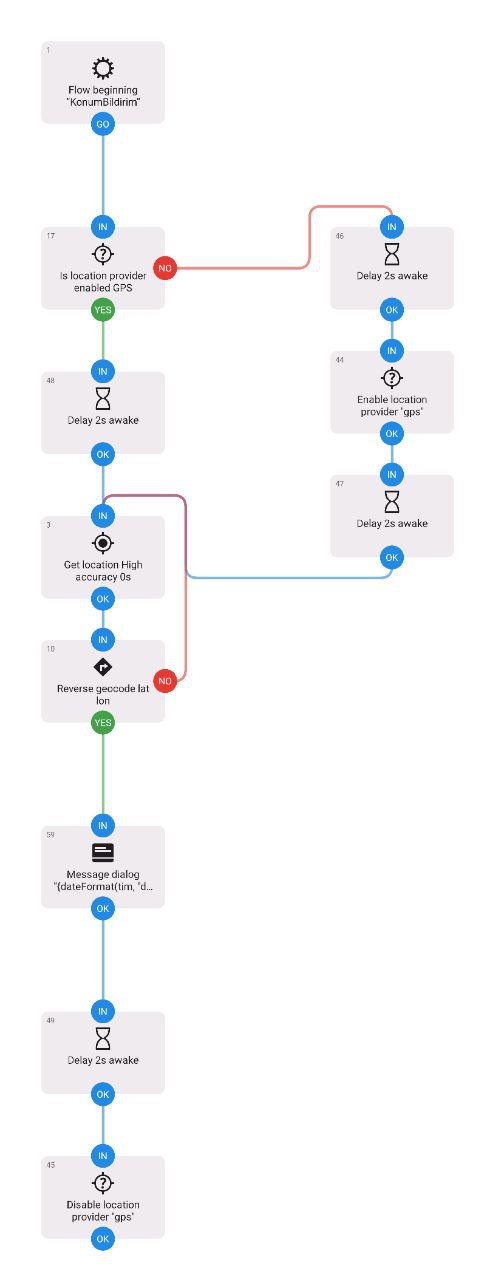 1
Flow beginning
"KonumBildirim"
GO
IN
17
Is location provider
enabled GPS
NO
YES
IN
46
Delay 2s awake
OK
IN
44
Enable location
provider "gps"
OK
IN
47
Delay 2s awake
OK
IN
48
Delay 2s awake
OK
IN
3
Get location High
accuracy 0s
OK
IN
10
Reverse geocode lat
lon
NO
YES
IN
59
Message dialog
"{dateFormat(tim, "d...
OK
IN
49
Delay 2s awake
OK
IN
45
Disable location
provider "gps"
OK